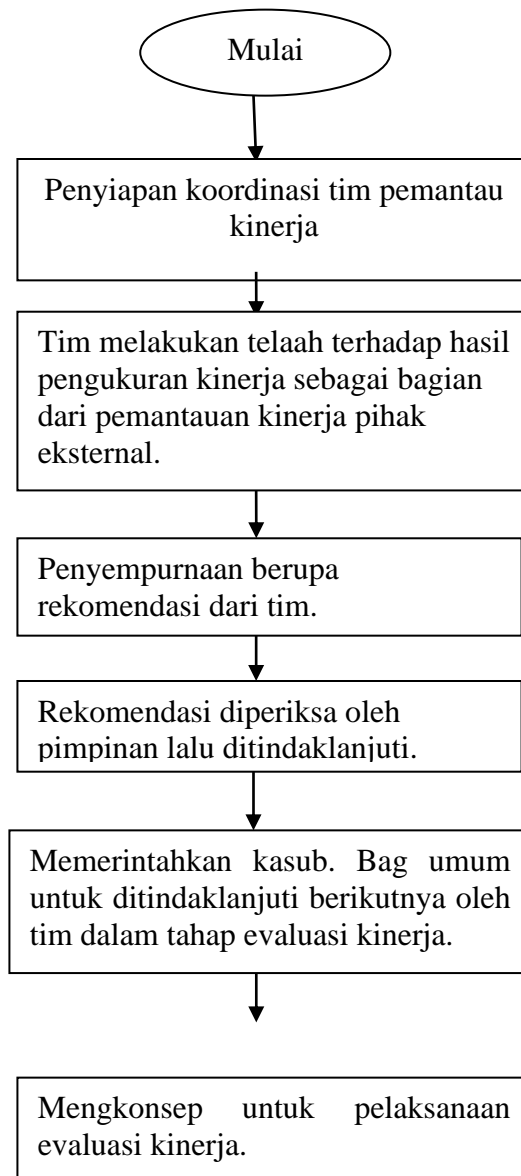 Mulai
Penyiapan koordinasi tim pemantau
kinerja
Tim melakukan telaah terhadap hasil
pengukuran kinerja sebagai bagian
dari pemantauan kinerja pihak
eksternal.
Penyempurnaan berupa
rekomendasi dari tim.
Rekomendasi diperiksa oleh
pimpinan lalu ditindaklanjuti.
Memerintahkan kasub. Bag umum
untuk ditindaklanjuti berikutnya oleh
tim dalam tahap evaluasi kinerja.
Mengkonsep untuk pelaksanaan
evaluasi kinerja.